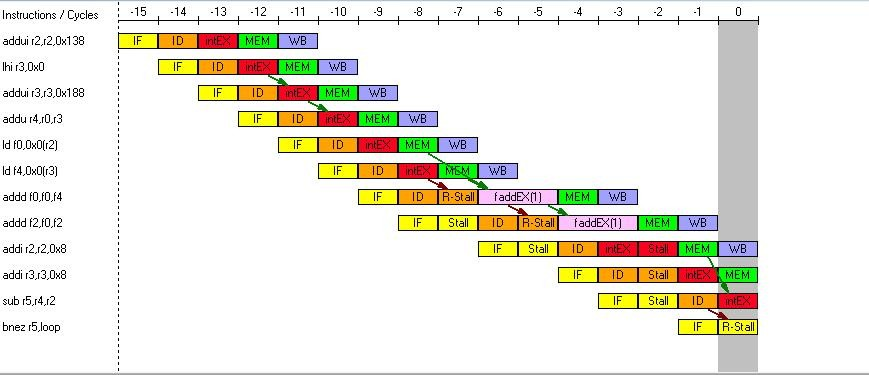 Instructions / Cycles -15 -14 -13 -12 -11 -10 -9 -8 -7 -6 -5 -4 -3 -2 -1 0
addui r2,r2,0x138 IF ID intEX MEM WB
lhi r3,0x0 IF ID intEX MEM WB
addui r3,r3,0x188 IF ID intEX MEM WB
addu r4,r0,r3 IF ID intEX MEM WB
ld f0,0x0(r2) IF ID intEX MEM WB
ld f4,0x0(r3) IF ID intEX MEM WB
addd f0,f0,f4 IF ID R-Stall faddEX(1) MEM WB
addd f2,f0,f2 IF Stall ID R-Stall faddEX(1) MEM WB
addi r2,r2,0x8 IF Stall ID intEX Stall MEM WB
addi r3,r3,0x8 IF ID Stall intEX MEM
sub r5,r4,r2 IF Stall ID intEX
bnez r5,loop IF R-Stall